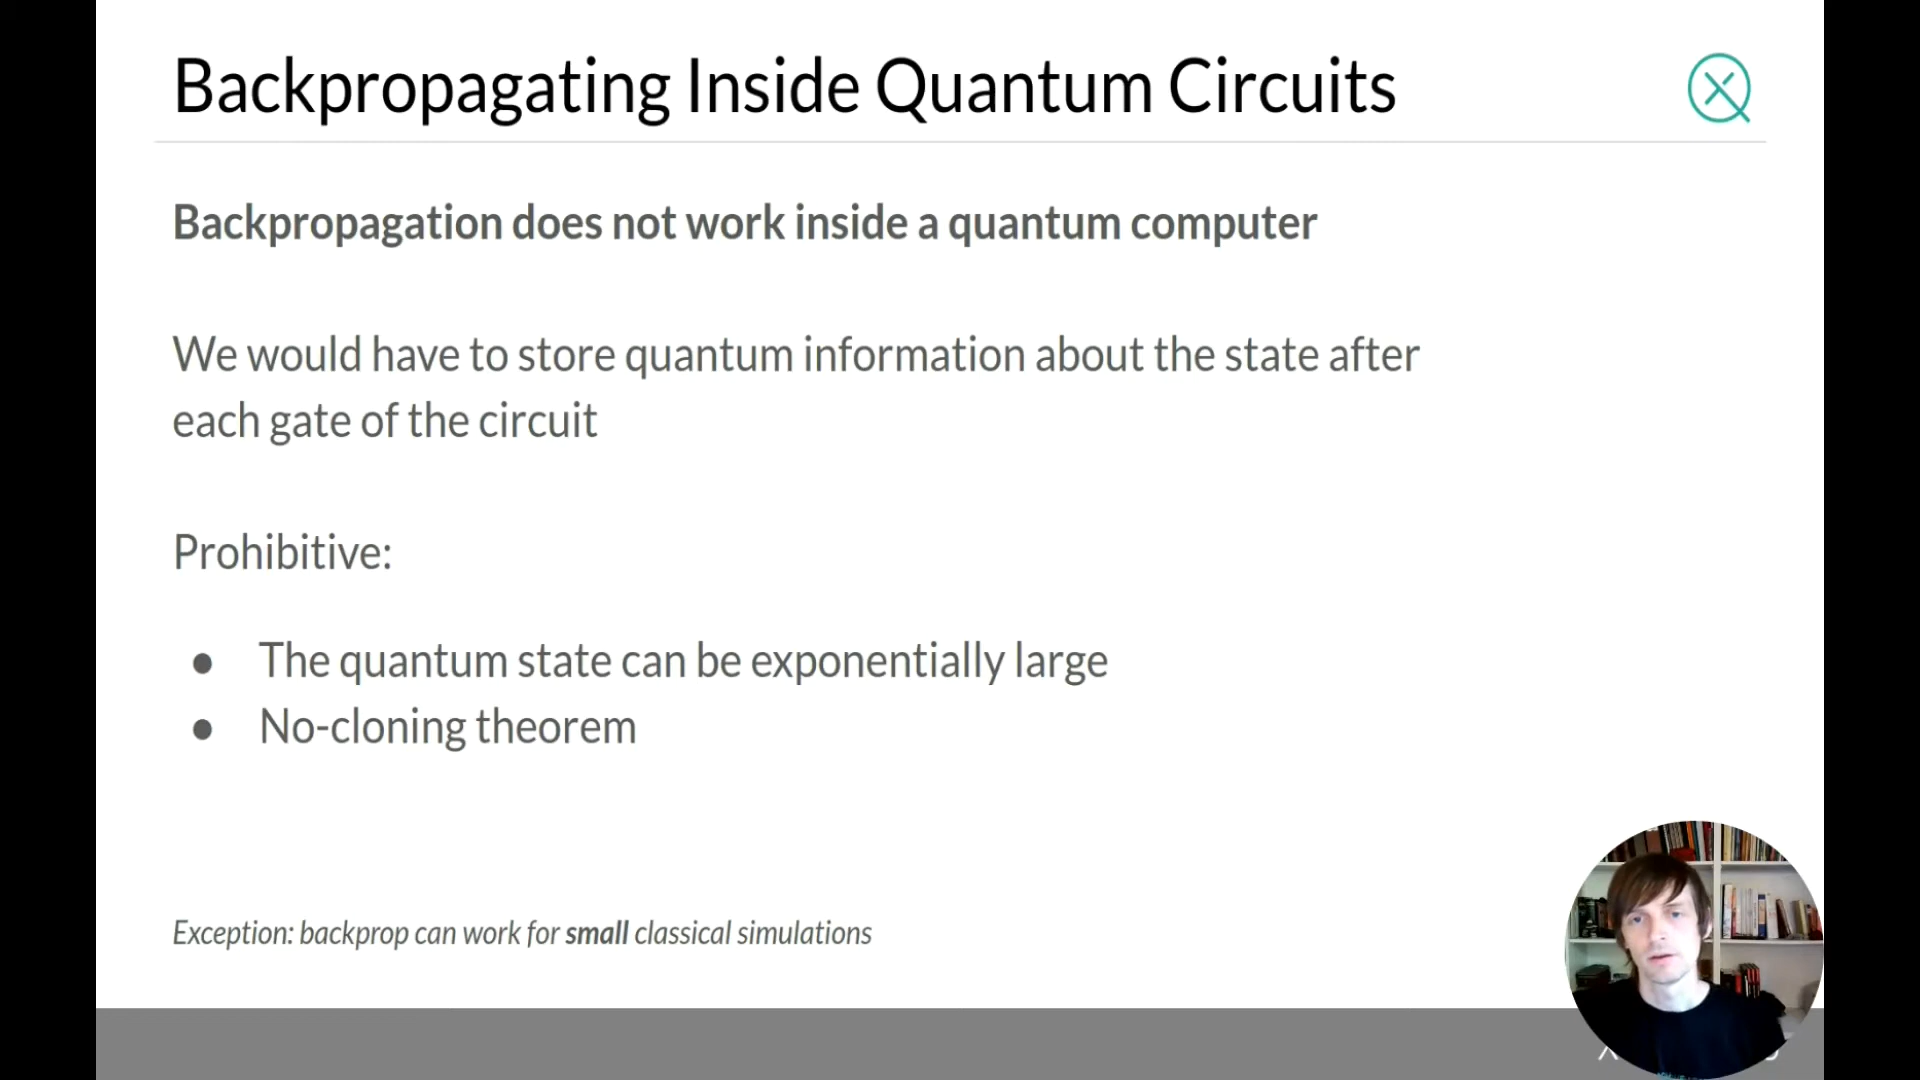 Backpropagating Inside Quantum Circuits
Backpropagation does not work inside a quantum computer
We would have to store quantum information about the state after
each gate of the circuit
Prohibitive:
● The quantum state can be exponentially large
● No-cloning theorem
Exception: backprop can work for small classical simulations